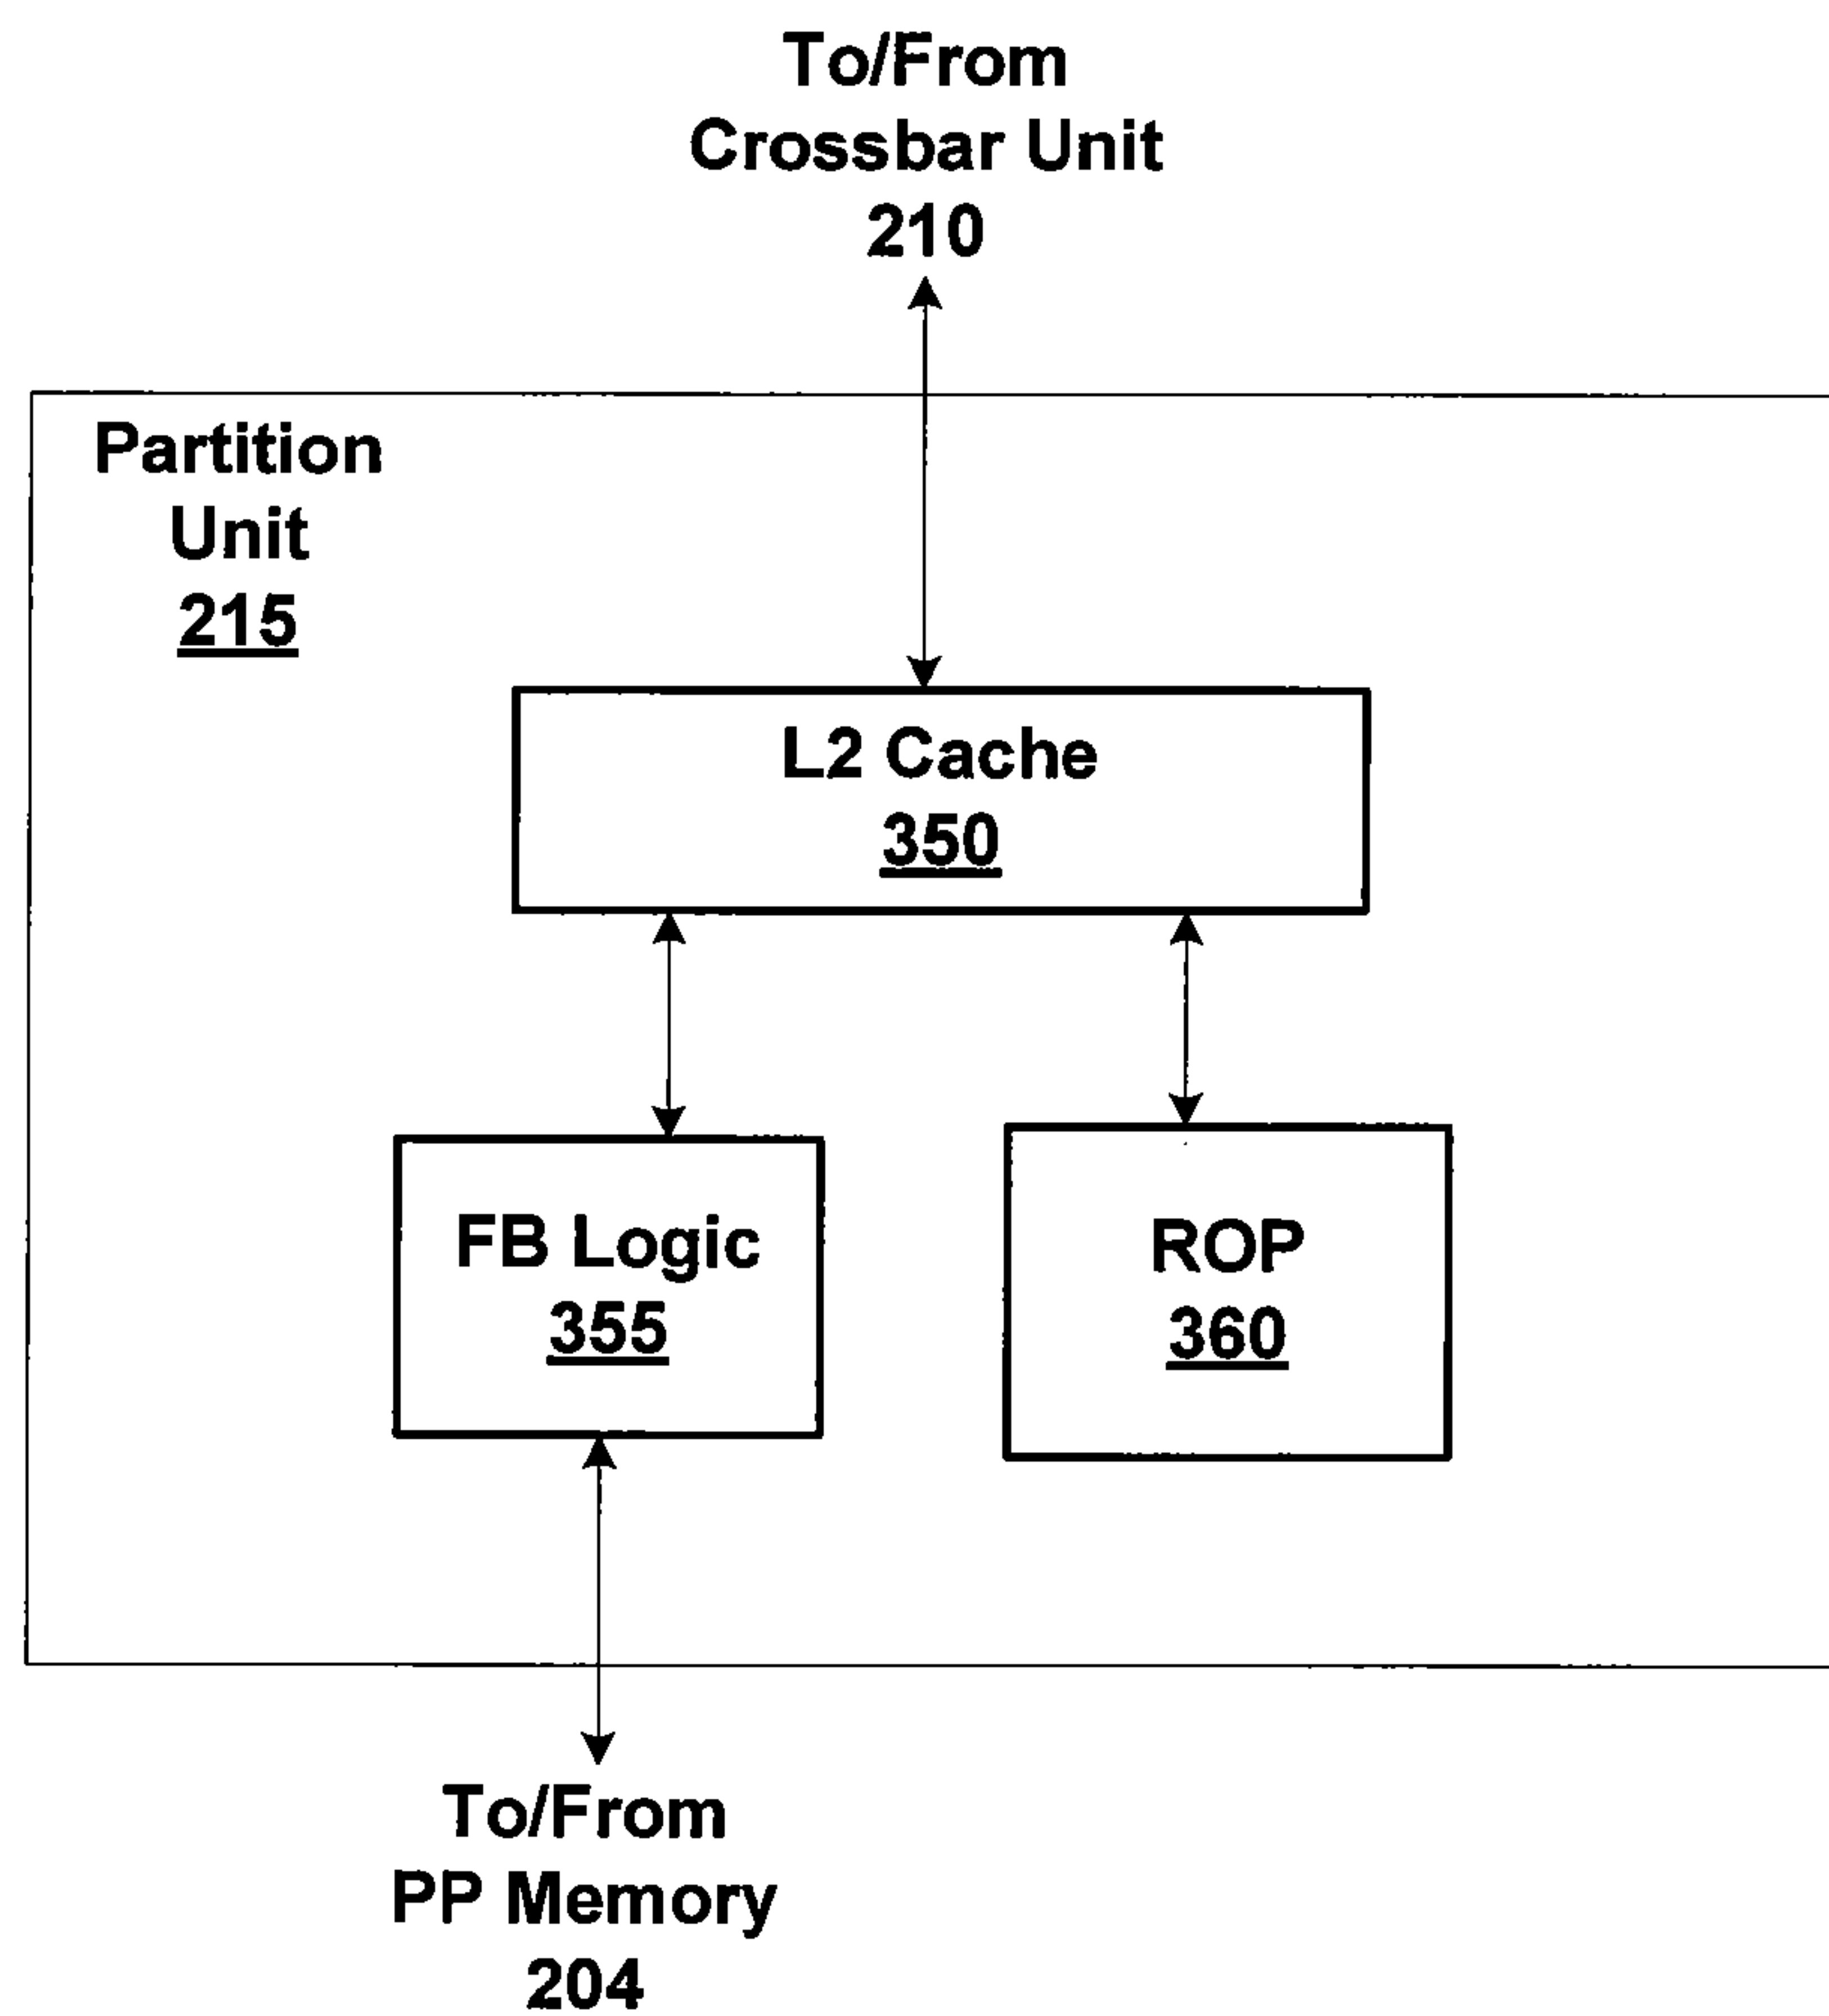 To/From
Crossbar Unit
210
Partition
Unit
215
L2 Cache
350
FB Logic
355
ROP
360
To/From
PP Memory
204